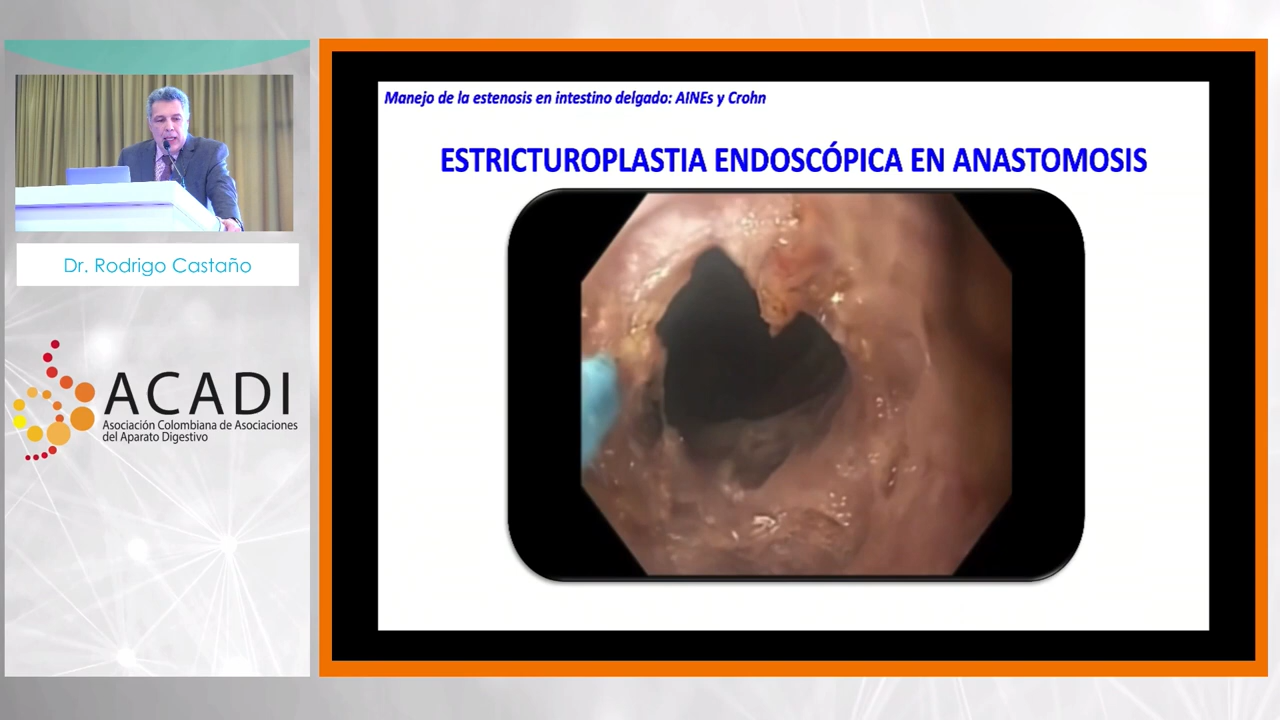 Dr. Rodrigo Castaño
ACADI
Asociación Colombiana de Asociaciones
del Aparato Digestivo
Manejo de la estenosis en intestino delgado: AINEs y Crohn
ESTRICTUROPLASTIA ENDOSCÓPICA EN ANASTOMOSIS